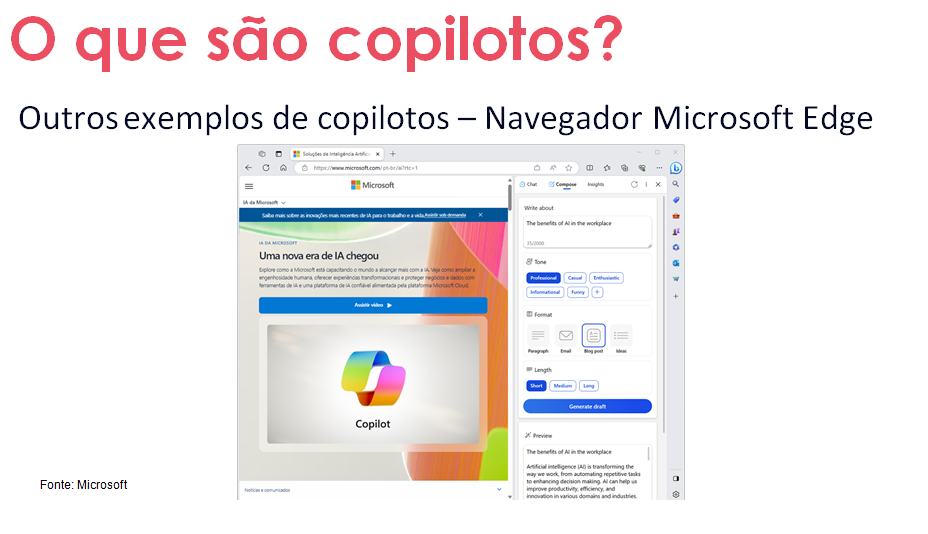 O que são copilotos?
Outros exemplos de copilotos – Navegador Microsoft Edge
Soluções de Inteligência Artific
https://www.microsoft.com/pt-br/ai?rtc=1
Microsoft
IA da Microsoft
Saiba mais sobre as inovações mais recentes de IA para o trabalho e a vida. Assistir sob demanda
IA DA MICROSOFT
Uma nova era de IA chegou
Explore como a Microsoft está capacitando o mundo a alcançar mais com a IA. Veja como ampliar a
engenhosidade humana, oferecer experiências transformacionais e proteger negócios e dados com
ferramentas de IA e uma plataforma de IA confiável alimentada pela plataforma Microsoft Cloud.
Assistir vídeo
Copilot
Notícias e comunicados
Chat Compose Insights
Write about
The benefits of AI in the workplace
35/2000
Tone
Professional Casual Enthusiastic
Informational Funny +
Format
Paragraph Email Blog post Ideas
Length
Short Medium Long
Generate draft
Preview
The benefits of AI in the workplace
Artificial intelligence (AI) is transforming the
way we work, from automating repetitive tasks
to enhancing decision making. AI can help us
improve productivity, efficiency, and
innovation in various domains and industries.
Fonte: Microsoft